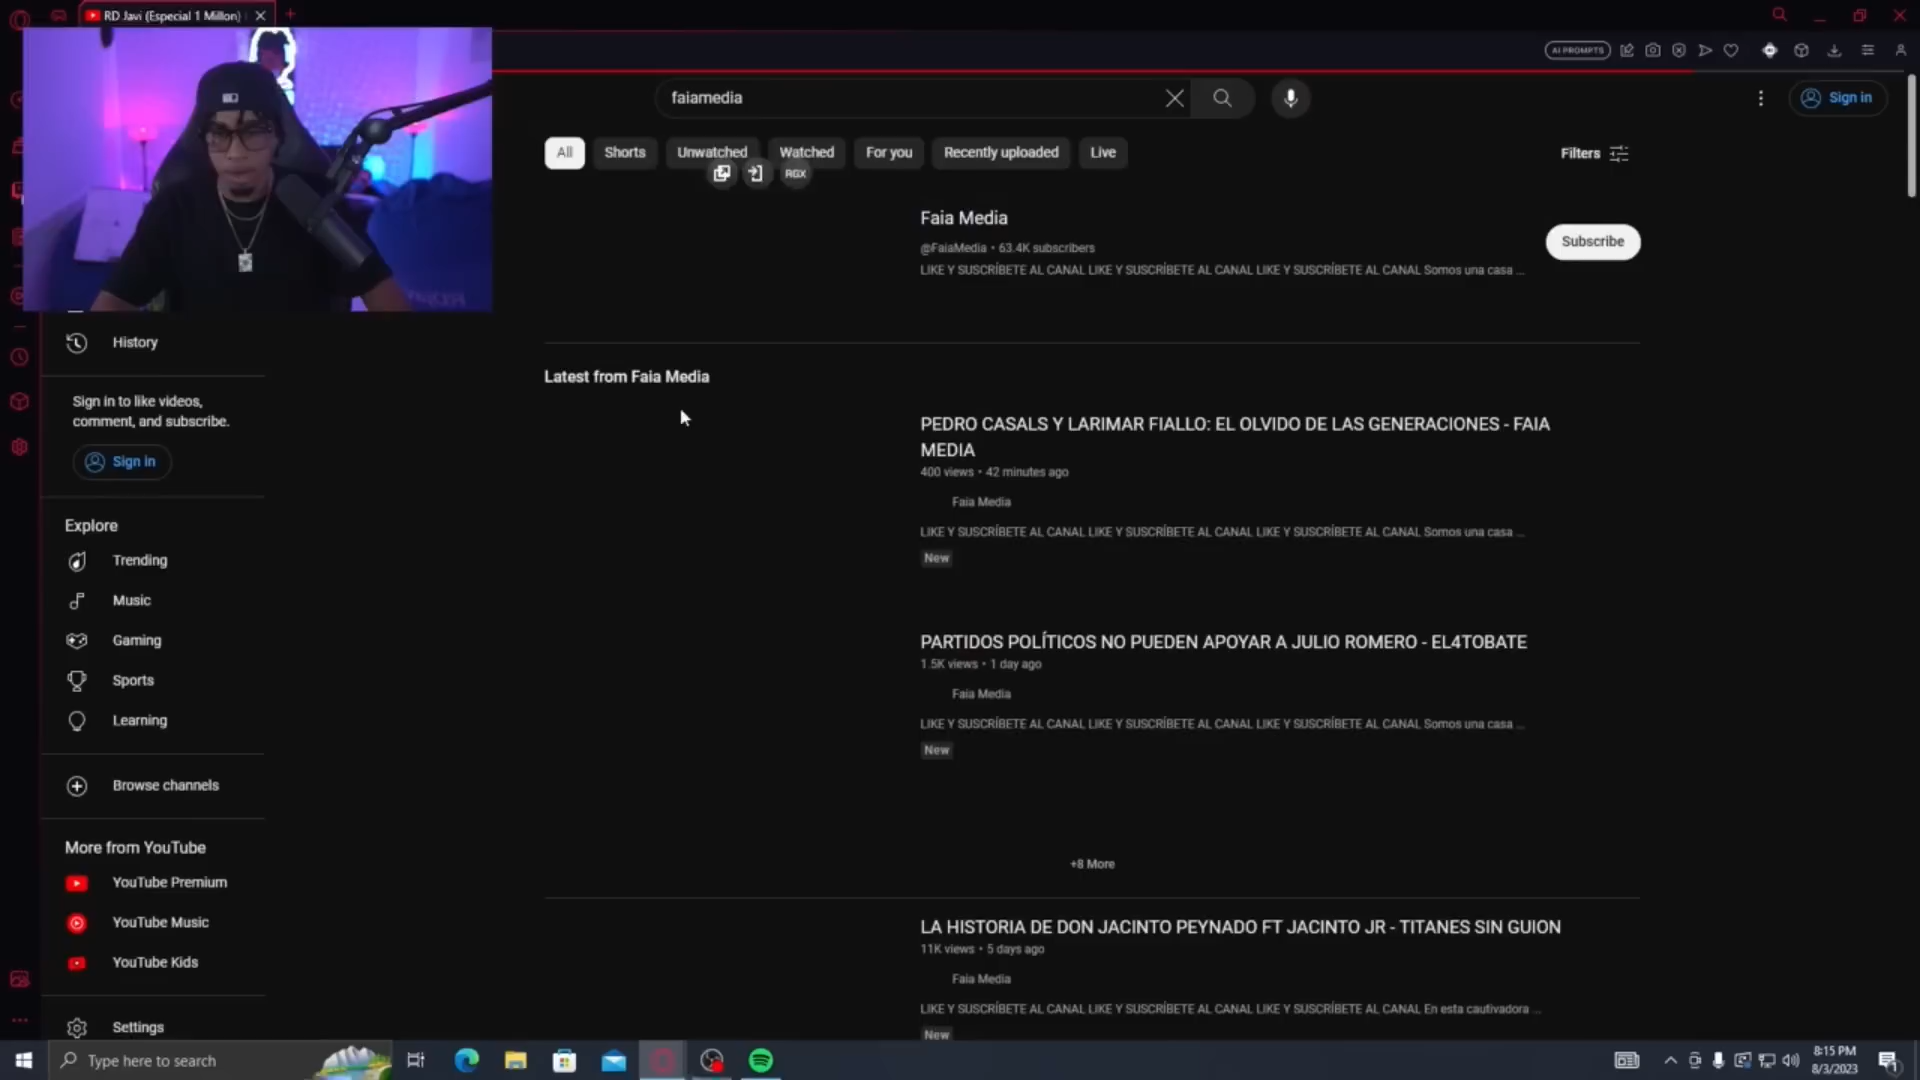 RD Javi (Especial 1 Millon)
AI PROMPTS
faiamedia
Sign in
All
Shorts
Unwatched
Watched
For you
Recently uploaded
Live
Filters
RGX
Faia Media
@FaiaMedia • 63.4K subscribers
LIKE Y SUSCRÍBETE AL CANAL LIKE Y SUSCRÍBETE AL CANAL LIKE Y SUSCRÍBETE AL CANAL Somos una casa ...
Subscribe
History
Sign in to like videos,
comment, and subscribe.
Sign in
Explore
Trending
Music
Gaming
Sports
Learning
Browse channels
More from YouTube
YouTube Premium
YouTube Music
YouTube Kids
Settings
Latest from Faia Media
PEDRO CASALS Y LARIMAR FIALLO: EL OLVIDO DE LAS GENERACIONES - FAIA
MEDIA
400 views • 42 minutes ago
Faia Media
LIKE Y SUSCRÍBETE AL CANAL LIKE Y SUSCRÍBETE AL CANAL LIKE Y SUSCRÍBETE AL CANAL Somos una casa ...
New
PARTIDOS POLÍTICOS NO PUEDEN APOYAR A JULIO ROMERO - EL4TOBATE
1.5K views • 1 day ago
Faia Media
LIKE Y SUSCRÍBETE AL CANAL LIKE Y SUSCRÍBETE AL CANAL LIKE Y SUSCRÍBETE AL CANAL Somos una casa ...
New
+8 More
LA HISTORIA DE DON JACINTO PEYNADO FT JACINTO JR - TITANES SIN GUION
11K views • 5 days ago
Faia Media
LIKE Y SUSCRÍBETE AL CANAL LIKE Y SUSCRÍBETE AL CANAL LIKE Y SUSCRÍBETE AL CANAL En esta cautivadora ...
New
Type here to search
8:15 PM
8/3/2023
1